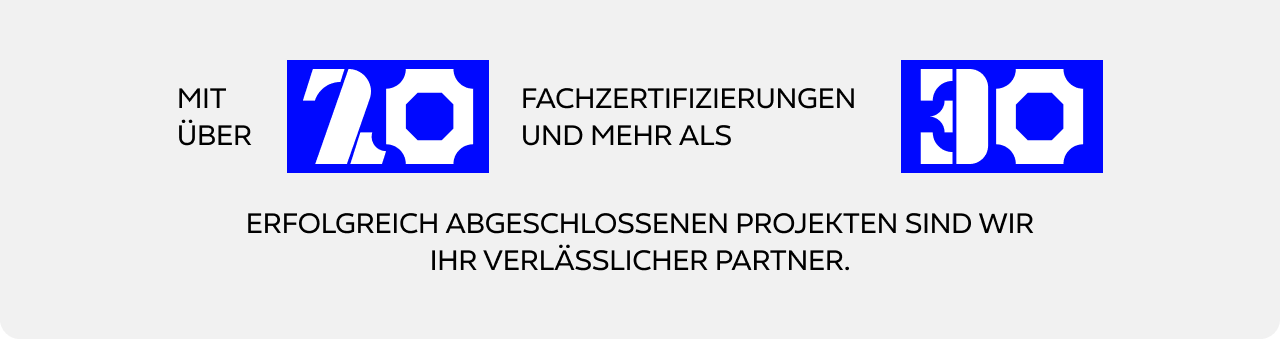 MIT
ÜBER
20
FACHZERTIFIZIERUNGEN
UND MEHR ALS
30
ERFOLGREICH ABGESCHLOSSENEN PROJEKTEN SIND WIR
IHR VERLÄSSLICHER PARTNER.